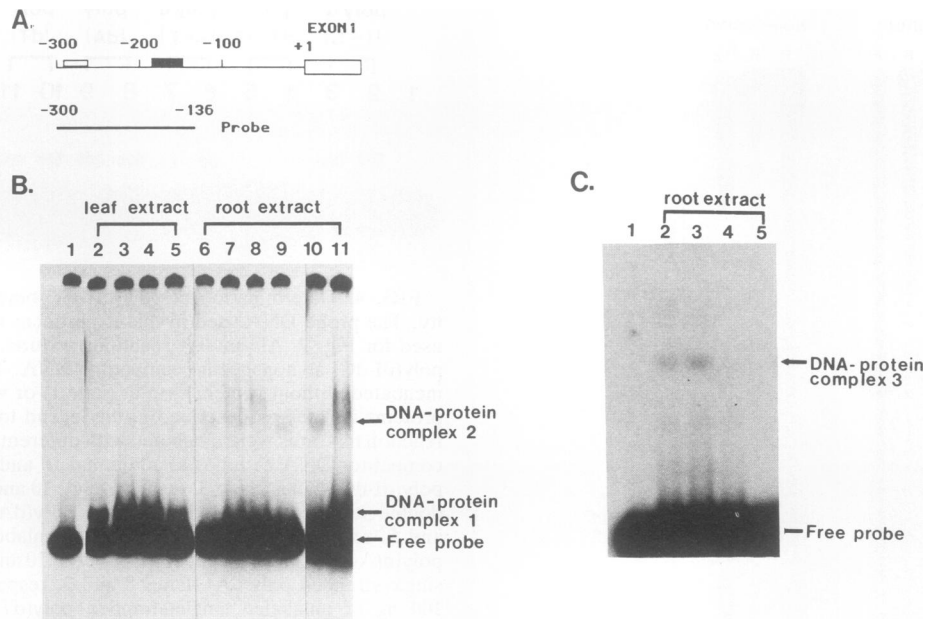 A.
EXON1
-300 -200 -100 +1
-300 -136
Probe
B.
leaf extract root extract
1 2 3 4 5 6 7 8 9 10 11
DNA-protein
complex 2
DNA-protein
complex 1
Free probe
C.
root extract
1 2 3 4 5
DNA-protein
complex 3
Free probe